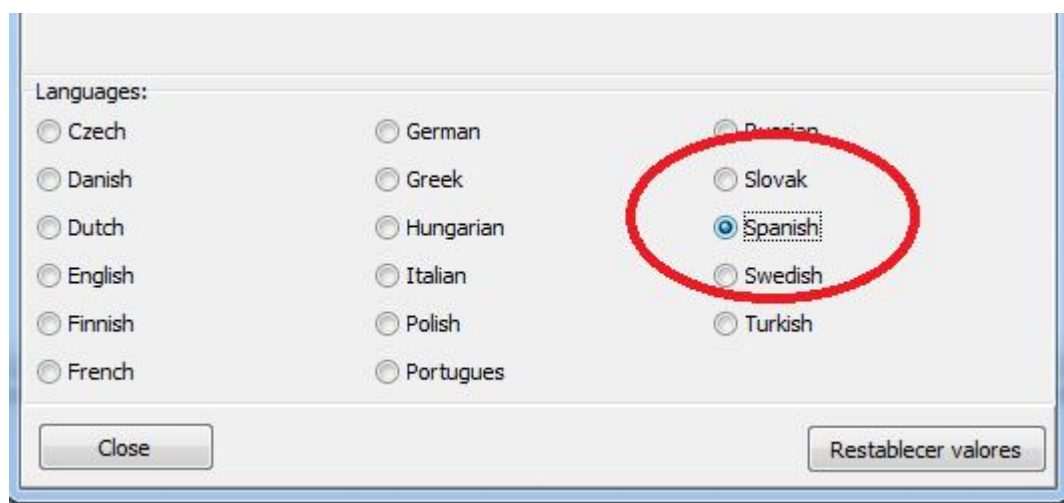 Languages:
Czech German Russian
Danish Greek Slovak
Dutch Hungarian Spanish
English Italian Swedish
Finnish Polish Turkish
French Portugues
Close Restablecer valores